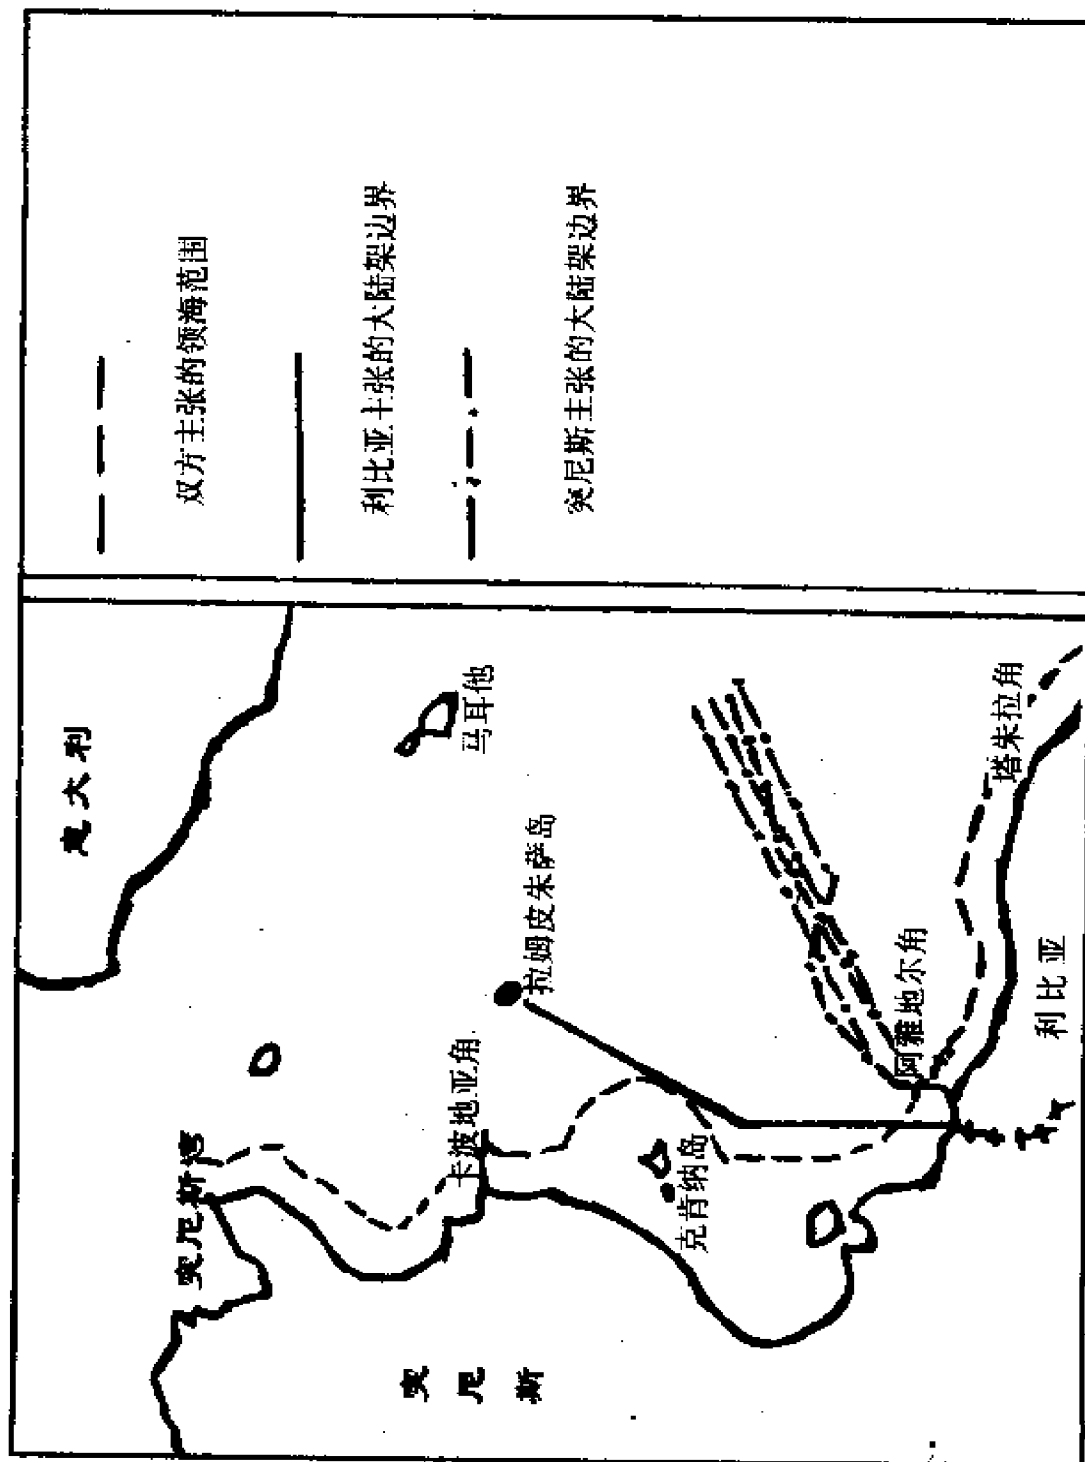 意大利
马耳他
拉姆皮朱萨岛
突尼斯湾
卡波地亚角
克肯纳岛
突尼斯
阿雅地尔角
塔朱拉角
利比亚
双方主张的领海范围
利比亚主张的大陆架边界
突尼斯主张的大陆架边界